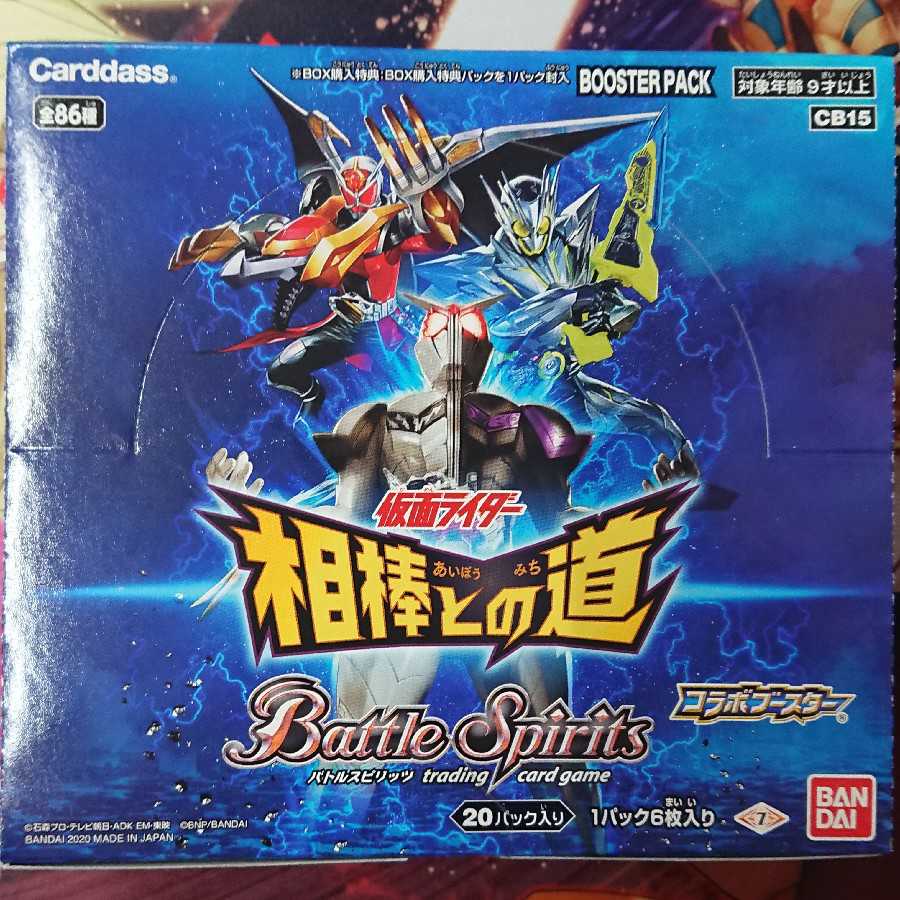 Carddass®
※BOX購入特典:BOX購入特典パックを1パック封入
BOOSTER PACK
対象年齢9才以上
全86種
CB15
仮面ライダー
相棒との道
あいぼう みち
Battle Spirits
バトルスピリッツ trading card game
コラボブースター®
20パック入り
1パック6枚入り
7
BAN
DAI
©石森プロ・テレビ朝日・ADK EM・東映 ©BNP/BANDAI
BANDAI 2020 MADE IN JAPAN